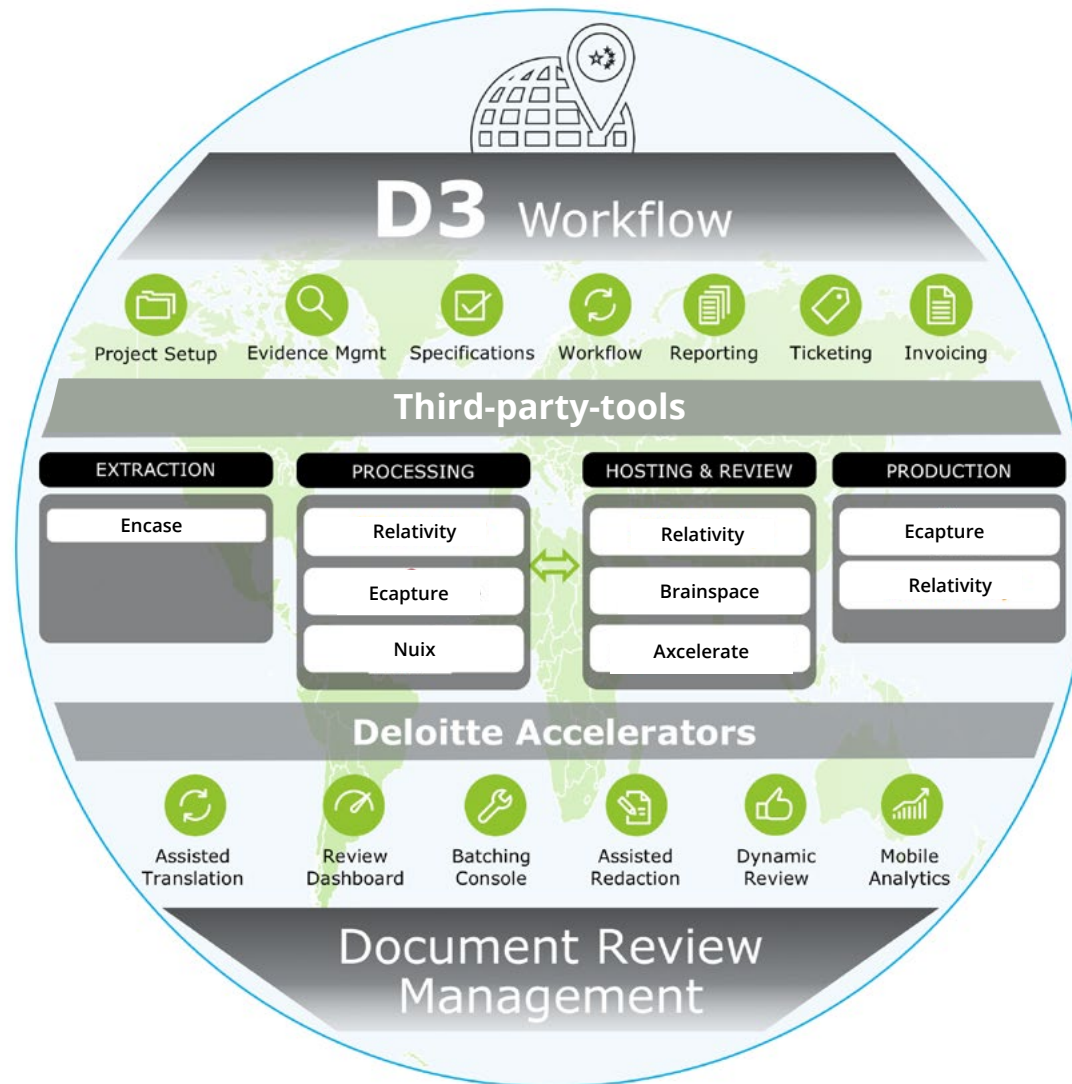 D3 Workflow
Project Setup
Evidence Mgmt
Specifications
Workflow
Reporting
Ticketing
Invoicing
Third-party-tools
EXTRACTION
Encase
PROCESSING
Relativity
Ecapture
Nuix
HOSTING & REVIEW
Relativity
Brainspace
Axcelerate
PRODUCTION
Ecapture
Relativity
Deloitte Accelerators
Assisted
Translation
Review
Dashboard
Batching
Console
Assisted
Redaction
Dynamic
Review
Mobile
Analytics
Document Review
Management